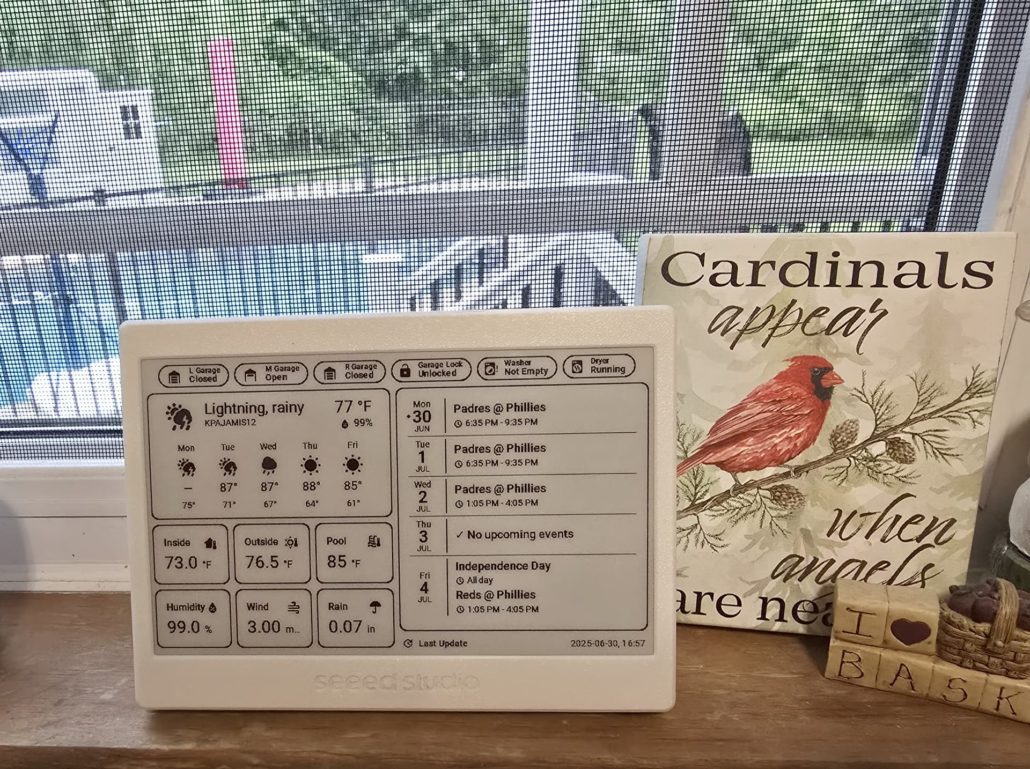 L Garage
Closed
M Garage
Open
R Garage
Closed
Garage Lock
Unlocked
Washer
Not Empty
Dryer
Running
Lightning, rainy
KPAJAMIS12
77 °F
99%
Mon Tue Wed Thu Fri
— 87° 87° 88° 85°
75° 71° 67° 64° 61°
Inside
73.0 °F
Outside
76.5 °F
Pool
85 °F
Humidity
99.0 %
Wind
3.00 m..
Rain
0.07 in
Mon
•30
JUN
Padres @ Phillies
6:35 PM - 9:35 PM
Tue
1
JUL
Padres @ Phillies
6:35 PM - 9:35 PM
Wed
2
JUL
Padres @ Phillies
1:05 PM - 4:05 PM
Thu
3
JUL
✓ No upcoming events
Fri
4
JUL
Independence Day
All day
Reds @ Phillies
1:05 PM - 4:05 PM
Last Update
2025-06-30, 16:57
seeed studio
Cardinals
appear
when
angels
are nea
I
BASK